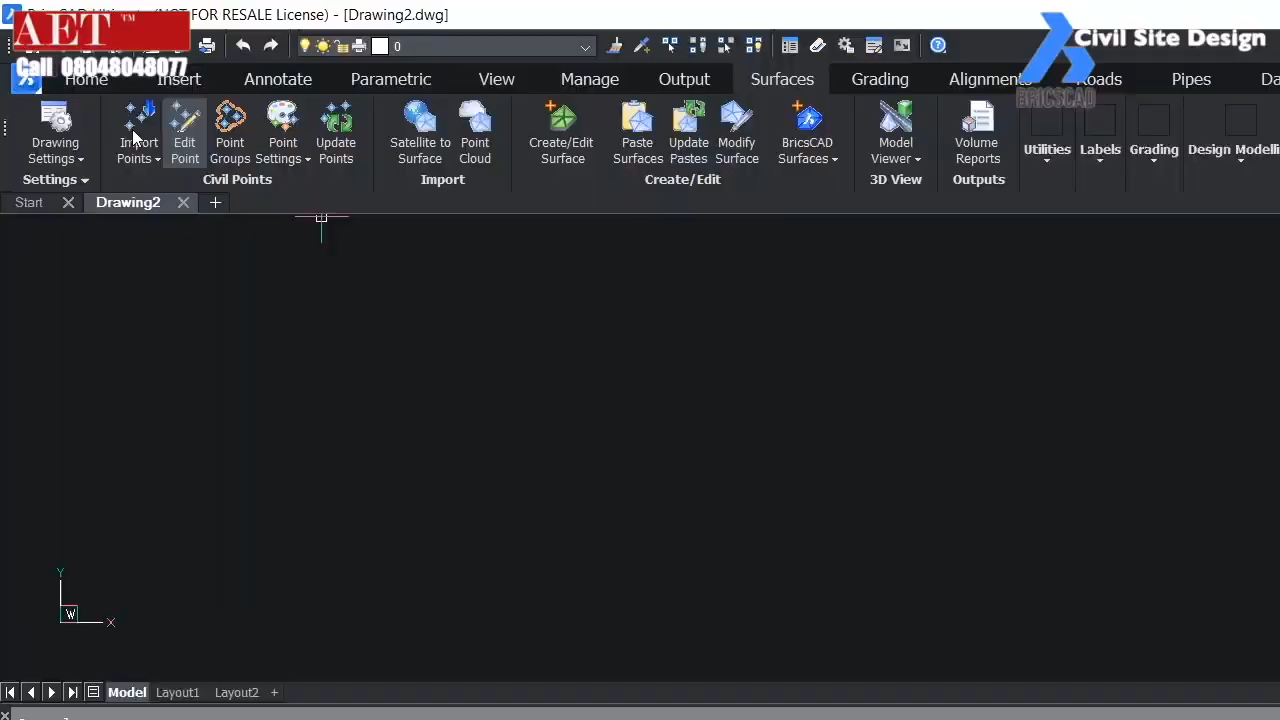 (NOT FOR RESALE License) - [Drawing2.dwg]
AET™
Call 08048048077
0
Civil Site Design
BRICSCAD
Home Insert Annotate Parametric View Manage Output Surfaces Grading Alignments Roads Pipes
Drawing Settings
Import Points
Edit Point
Point Groups
Point Settings
Update Points
Satellite to Surface
Point Cloud
Create/Edit Surface
Paste Surfaces
Update Pastes
Modify Surface
BricsCAD Surfaces
Model Viewer
Volume Reports
Utilities
Labels
Grading
Settings Civil Points Import Create/Edit 3D View Outputs
Start Drawing2 +
Y
W
X
Model Layout1 Layout2 +